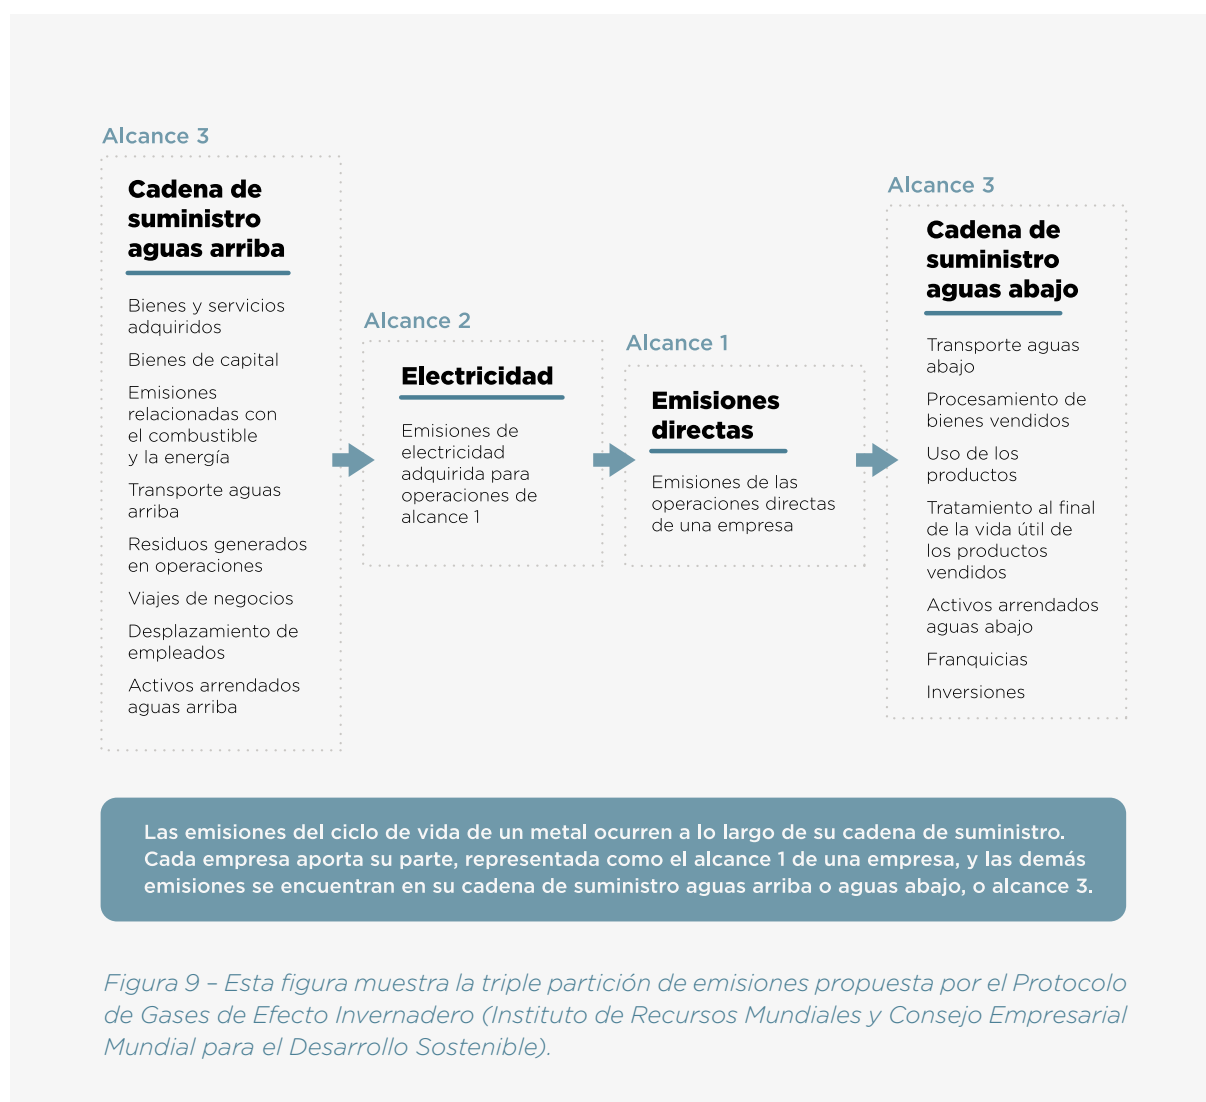 Alcance 3
Cadena de
suministro
aguas arriba
Bienes y servicios
adquiridos
Bienes de capital
Emisiones
relacionadas con
el combustible
y la energía
Transporte aguas
arriba
Residuos generados
en operaciones
Viajes de negocios
Desplazamiento de
empleados
Activos arrendados
aguas arriba
Alcance 2
Electricidad
Emisiones de
electricidad
adquirida para
operaciones de
alcance 1
Alcance 1
Emisiones
directas
Emisiones de las
operaciones directas
de una empresa
Alcance 3
Cadena de
suministro
aguas abajo
Transporte aguas
abajo
Procesamiento de
bienes vendidos
Uso de los
productos
Tratamiento al final
de la vida útil de
los productos
vendidos
Activos arrendados
aguas abajo
Franquicias
Inversiones
Las emisiones del ciclo de vida de un metal ocurren a lo largo de su cadena de suministro.
Cada empresa aporta su parte, representada como el alcance 1 de una empresa, y las demás
emisiones se encuentran en su cadena de suministro aguas arriba o aguas abajo, o alcance 3.
Figura 9 – Esta figura muestra la triple partición de emisiones propuesta por el Protocolo
de Gases de Efecto Invernadero (Instituto de Recursos Mundiales y Consejo Empresarial
Mundial para el Desarrollo Sostenible).